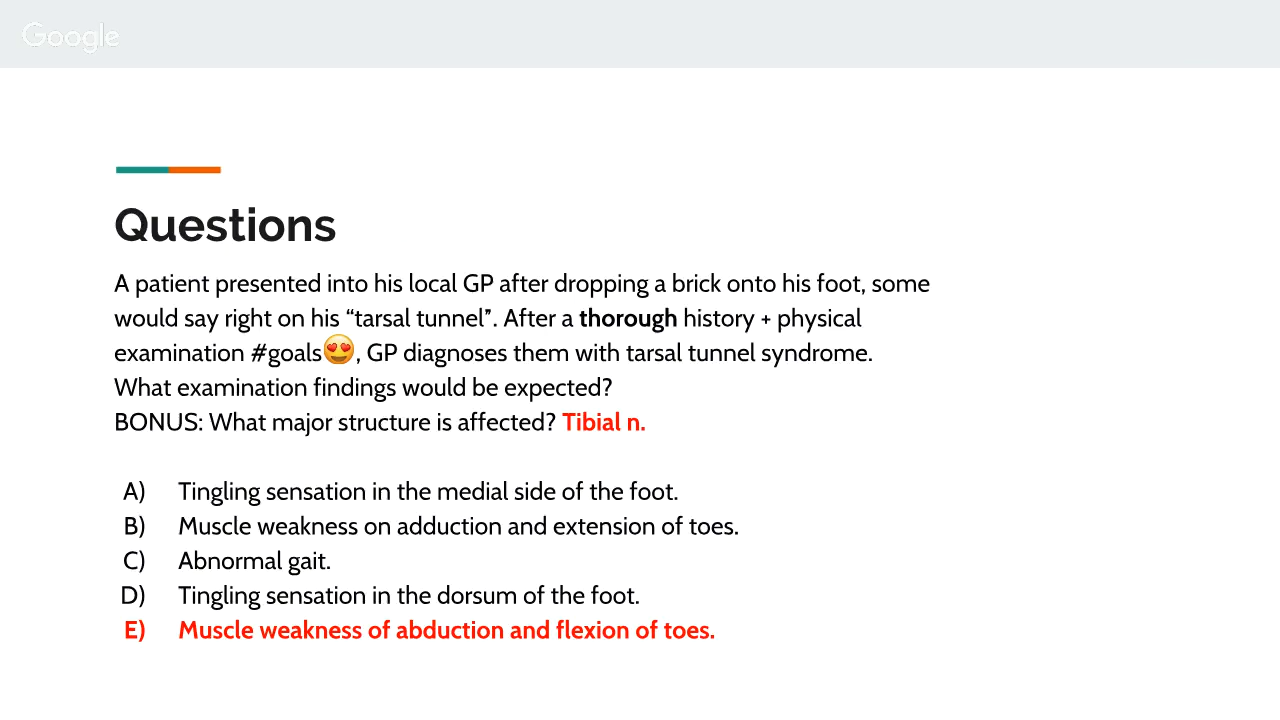 Google
Questions
A patient presented into his local GP after dropping a brick onto his foot, some
would say right on his “tarsal tunnel”. After a thorough history + physical
examination #goals😍, GP diagnoses them with tarsal tunnel syndrome.
What examination findings would be expected?
BONUS: What major structure is affected? Tibial n.
A) Tingling sensation in the medial side of the foot.
B) Muscle weakness on adduction and extension of toes.
C) Abnormal gait.
D) Tingling sensation in the dorsum of the foot.
E) Muscle weakness of abduction and flexion of toes.